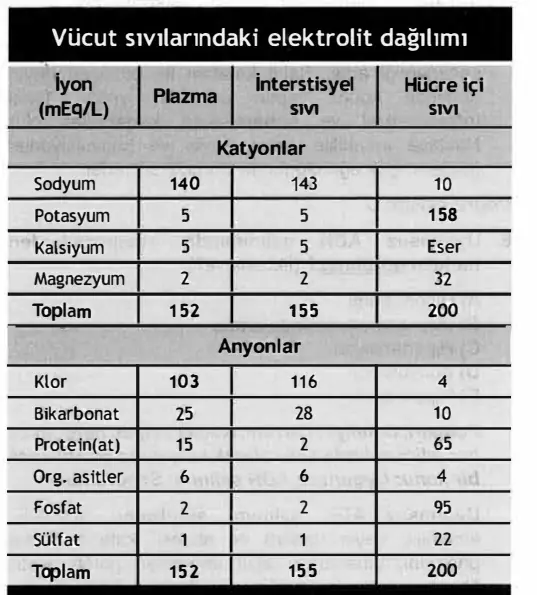 Vücut sıvılarındaki elektrolit dağılımı
İyon (mEq/L) Plazma İnterstisyel sıvı Hücre içi sıvı
Katyonlar
Sodyum 140 143 10
Potasyum 5 5 158
Kalsiyum 5 5 Eser
Magnezyum 2 2 32
Toplam 152 155 200
Anyonlar
Klor 103 116 4
Bikarbonat 25 28 10
Protein(at) 15 2 65
Org. asitler 6 6 4
Fosfat 2 2 95
Sülfat 1 1 22
Toplam 152 155 200